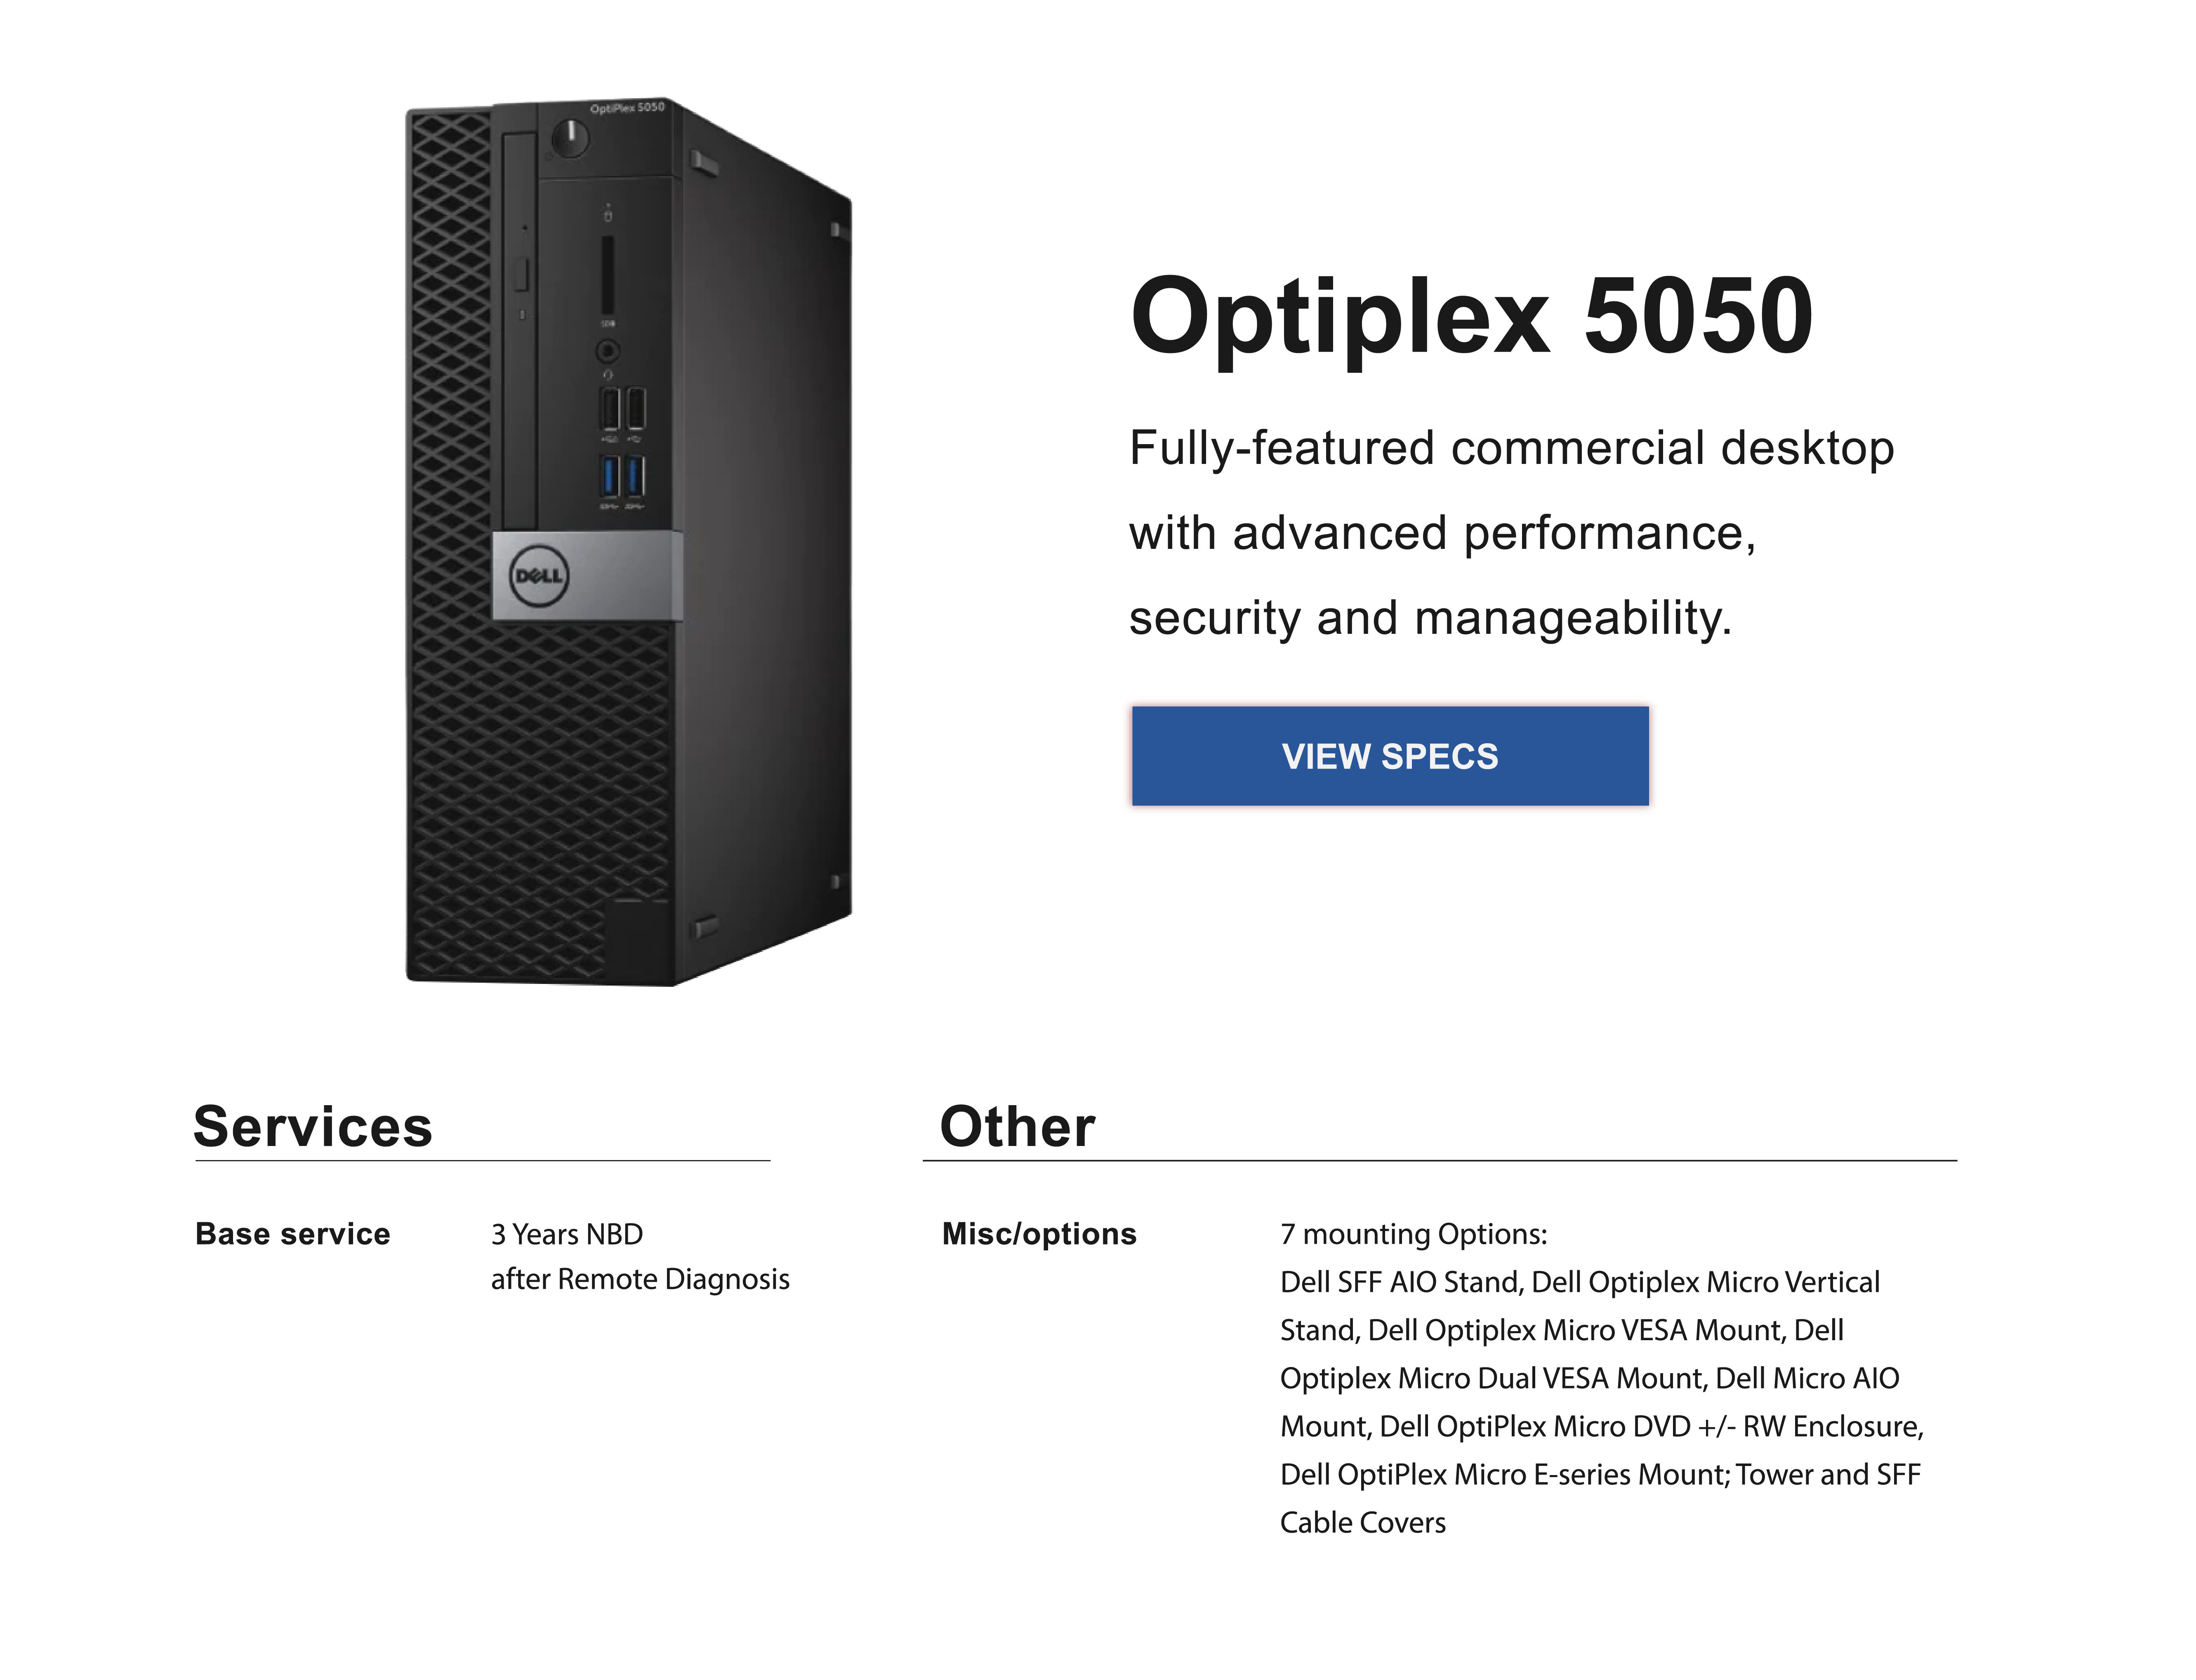 OptiPlex 5050
DELL
Optiplex 5050
Fully-featured commercial desktop
with advanced performance,
security and manageability.
VIEW SPECS
Services
Base service
3 Years NBD
after Remote Diagnosis
Other
Misc/options
7 mounting Options:
Dell SFF AIO Stand, Dell Optiplex Micro Vertical
Stand, Dell Optiplex Micro VESA Mount, Dell
Optiplex Micro Dual VESA Mount, Dell Micro AIO
Mount, Dell OptiPlex Micro DVD +/- RW Enclosure,
Dell OptiPlex Micro E-series Mount; Tower and SFF
Cable Covers